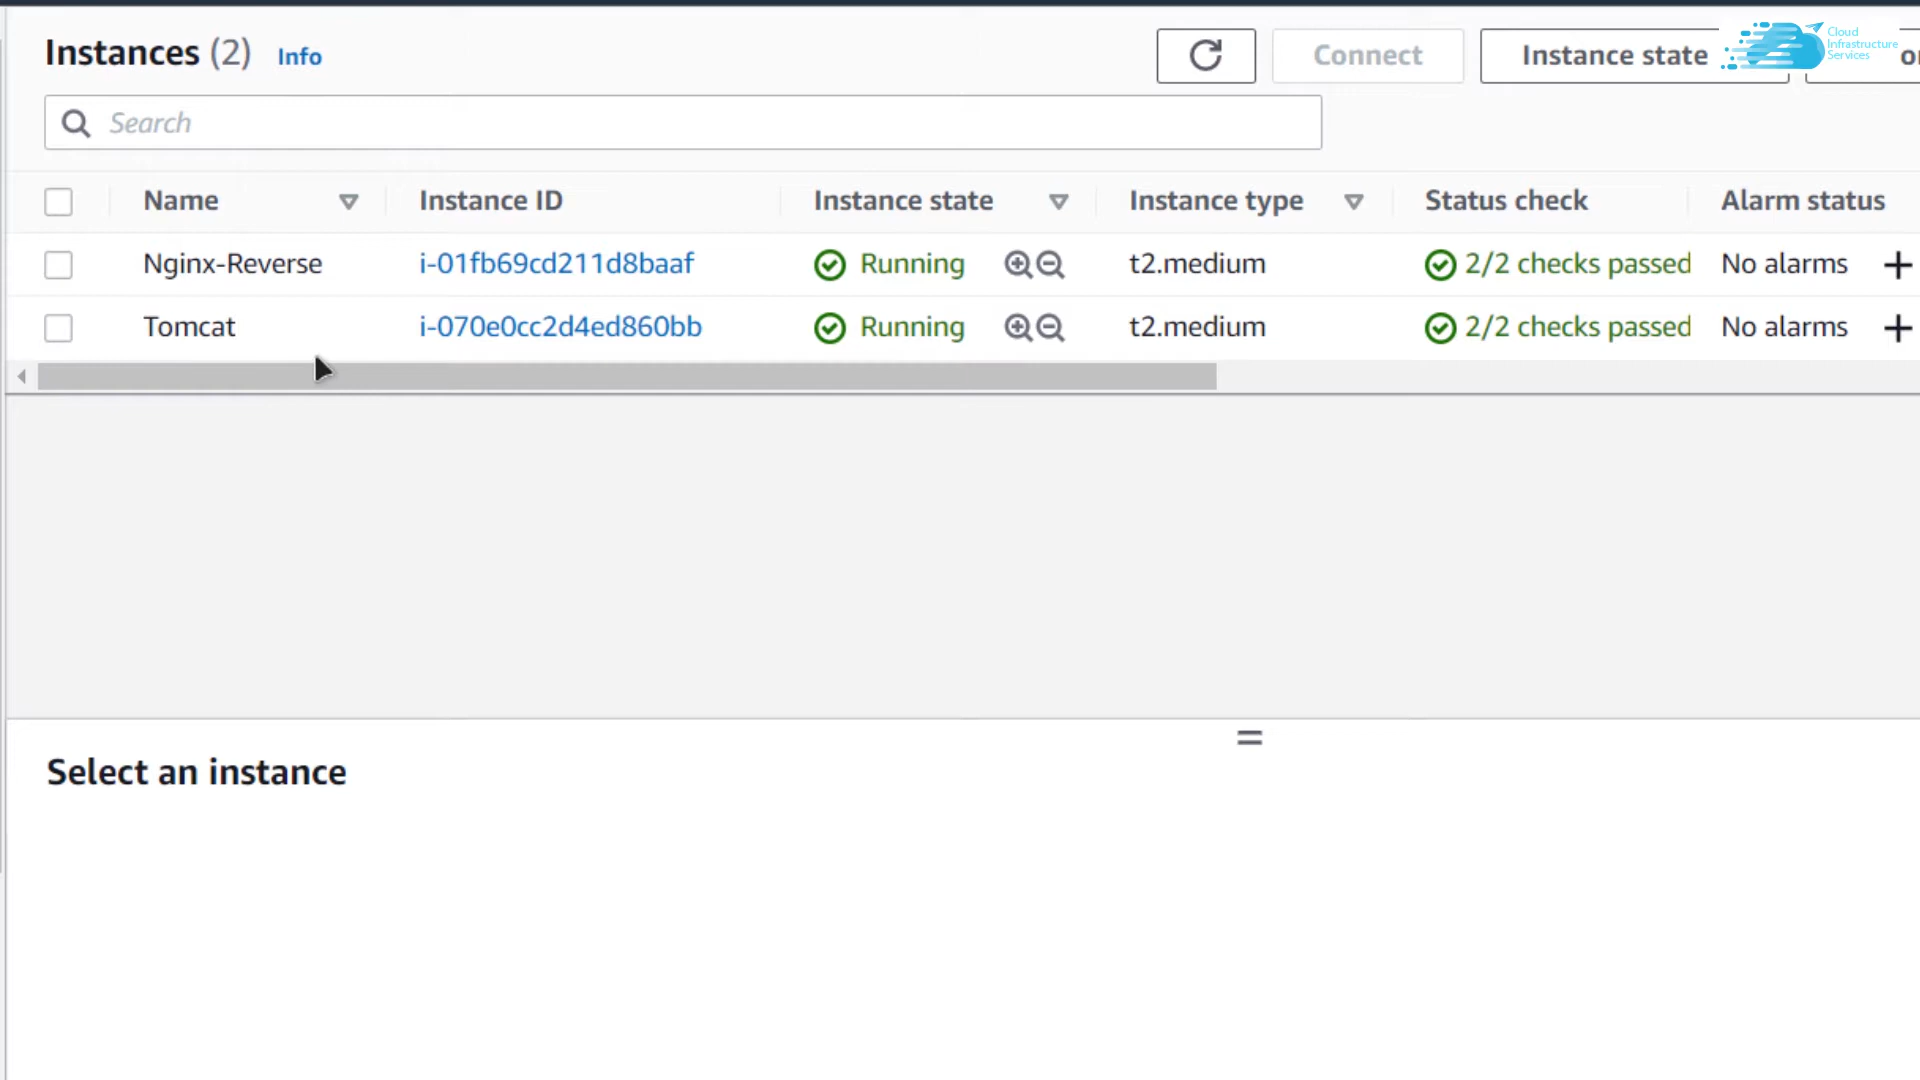 Instances (2) Info
Connect
Instance state
Cloud
Infrastructure
Services
Search
Name Instance ID Instance state Instance type Status check Alarm status
Nginx-Reverse i-01fb69cd211d8baaf Running t2.medium 2/2 checks passed No alarms +
Tomcat i-070e0cc2d4ed860bb Running t2.medium 2/2 checks passed No alarms +
Select an instance